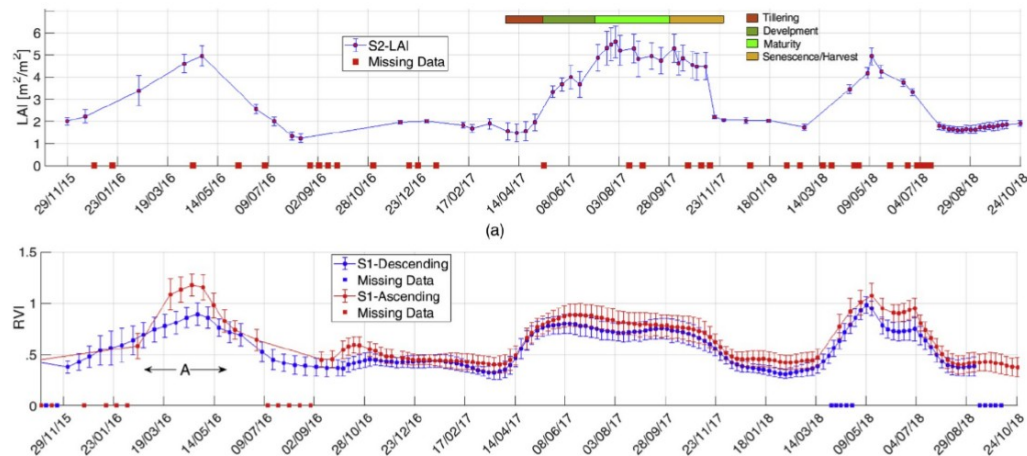 6
5
4
3
2
1
0
LAI [m²/m²]
S2-LAI
Missing Data
Tillering
Develpment
Maturity
Senescence/Harvest
29/11/15 23/01/16 19/03/16 14/05/16 09/07/16 02/09/16 28/10/16 23/12/16 17/02/17 14/04/17 08/06/17 03/08/17 28/09/17 23/11/17 18/01/18 14/03/18 09/05/18 04/07/18 29/08/18 24/10/18
(a)
1.5
1
.5
0
RVI
S1-Descending
Missing Data
S1-Ascending
Missing Data
A
29/11/15 23/01/16 19/03/16 14/05/16 09/07/16 02/09/16 28/10/16 23/12/16 17/02/17 14/04/17 08/06/17 03/08/17 28/09/17 23/11/17 18/01/18 14/03/18 09/05/18 04/07/18 29/08/18 24/10/18